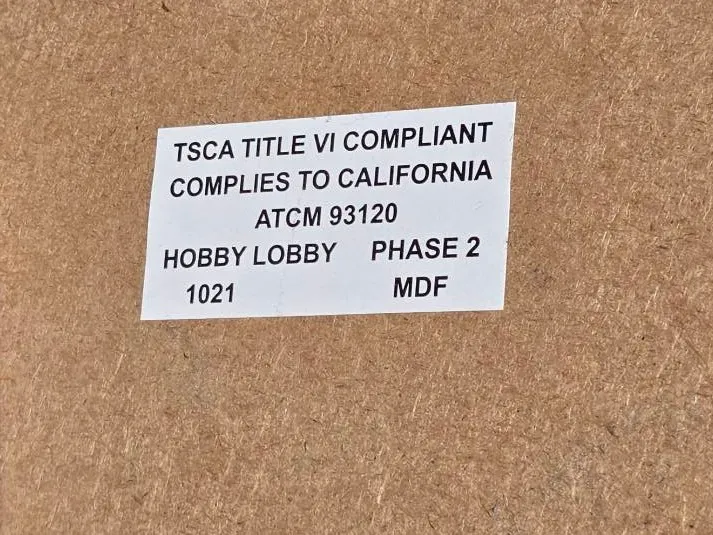 TSCA TITLE VI COMPLIANT
COMPLIES TO CALIFORNIA
ATCM 93120
HOBBY LOBBY PHASE 2
1021 MDF